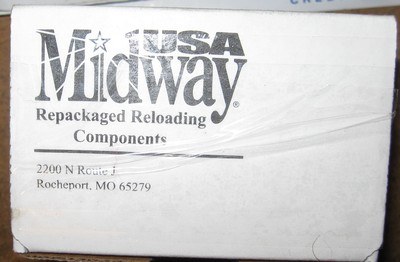 USA
Midway®
Repackaged Reloading
Components
2200 N Route J
Rocheport, MO 65279